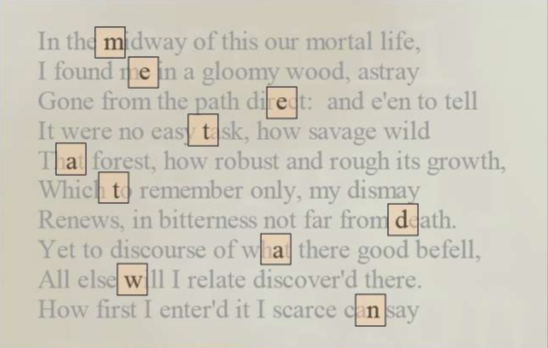 In the midway of this our mortal life,
I found me in a gloomy wood, astray
Gone from the path direct:  and e'en to tell
It were no easy task, how savage wild
That forest, how robust and rough its growth,
Which to remember only, my dismay
Renews, in bitterness not far from death.
Yet to discourse of what there good befell,
All else will I relate discover'd there.
How first I enter'd it I scarce can say